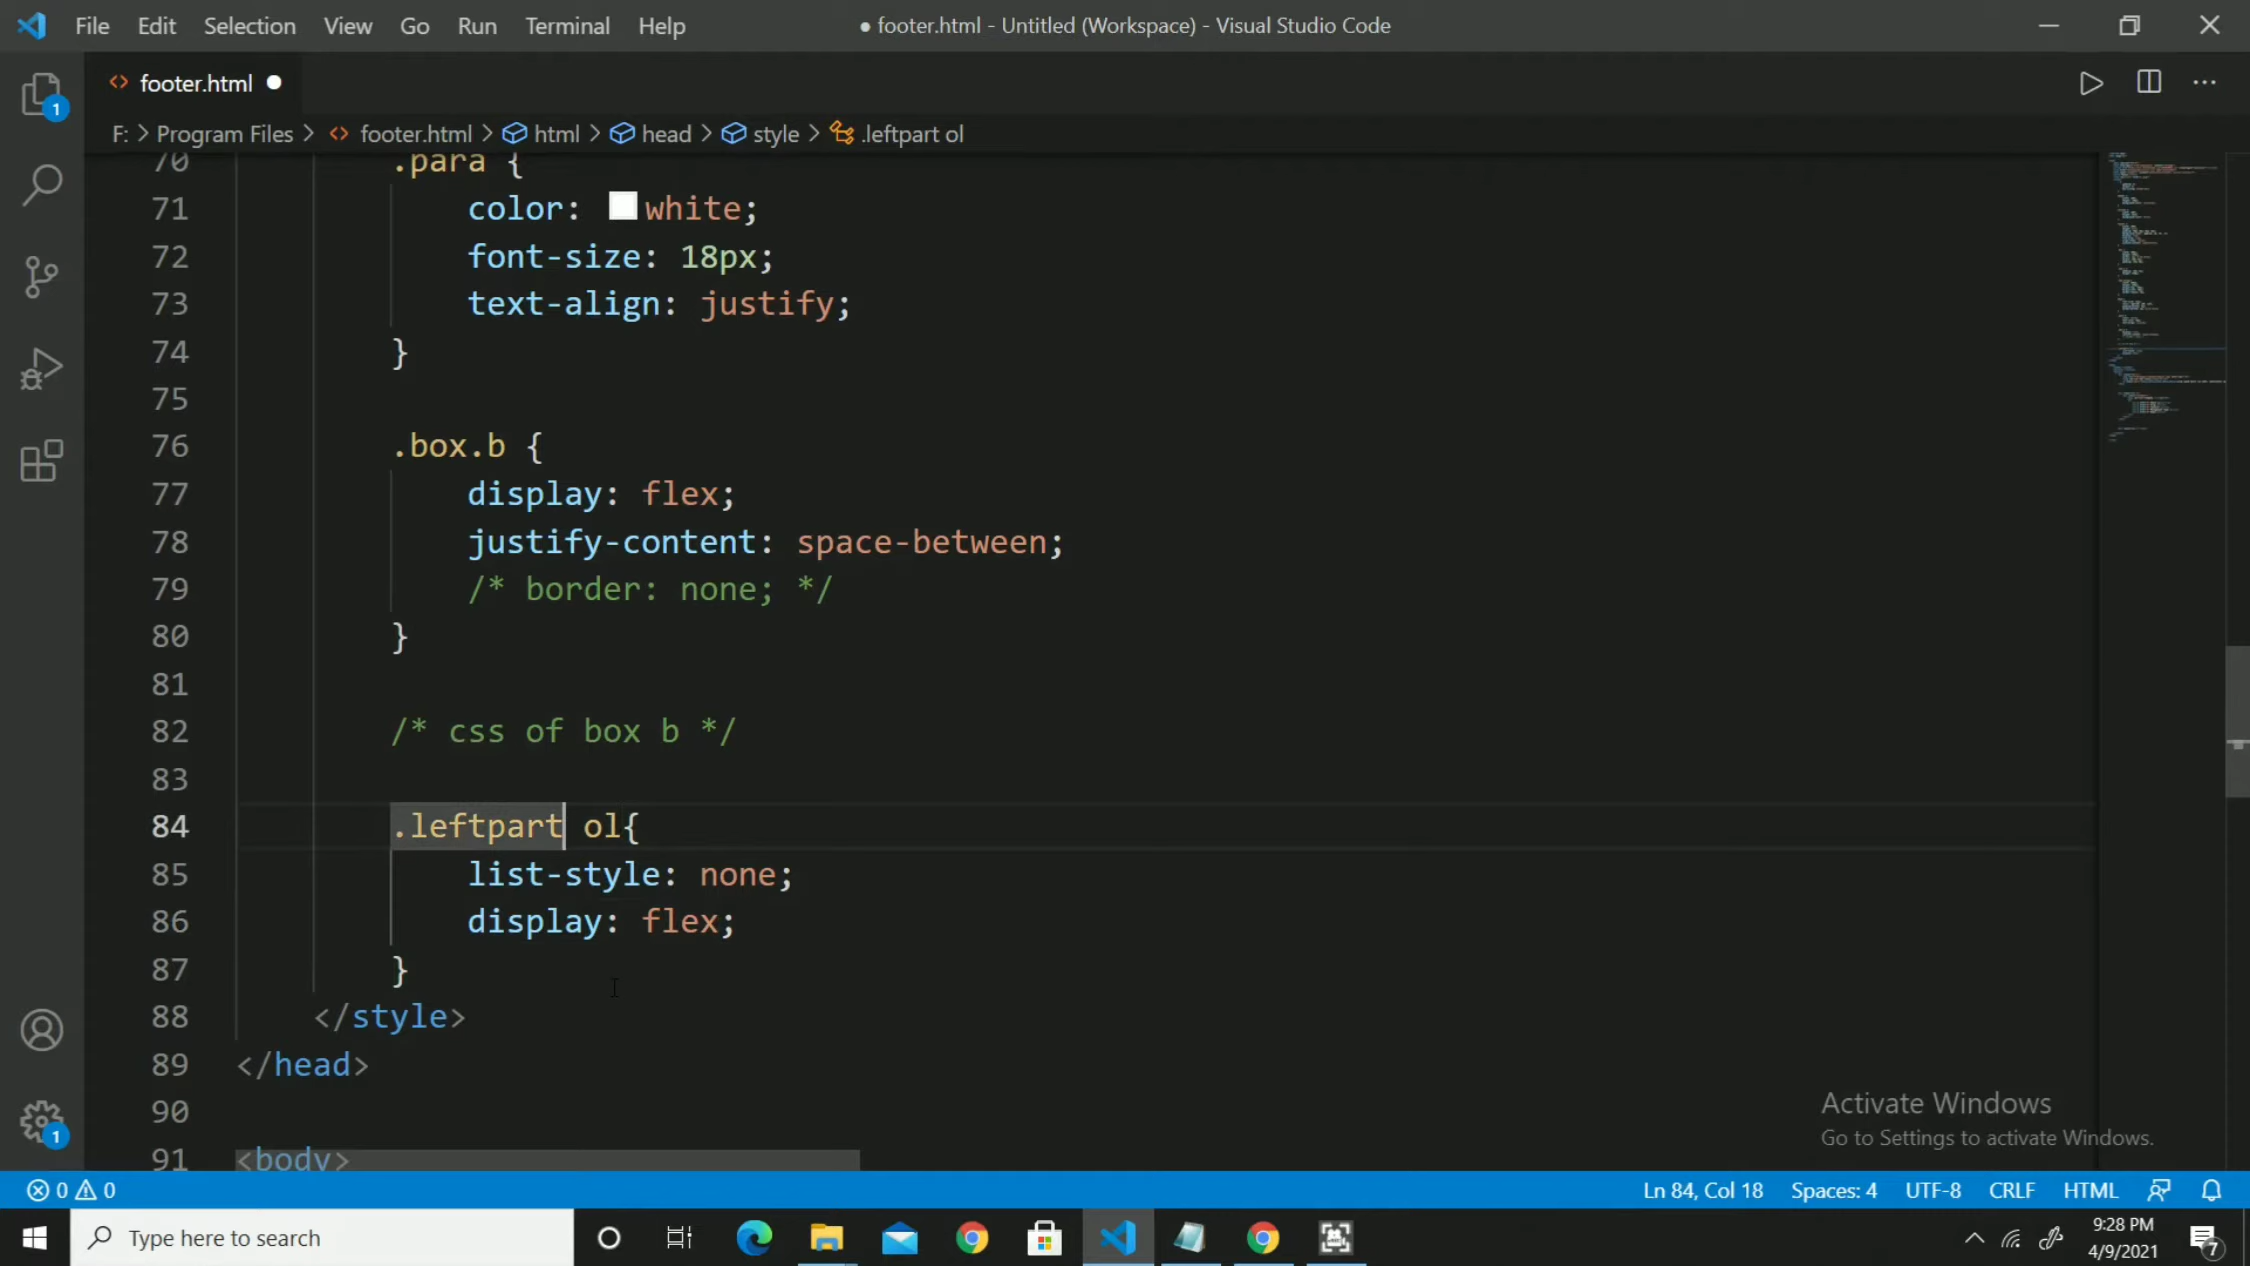 File Edit Selection View Go Run Terminal Help ● footer.html - Untitled (Workspace) - Visual Studio Code
<> footer.html ●
F: > Program Files > <> footer.html > html > head > style > .leftpart ol
70 .para {
71 color: white;
72 font-size: 18px;
73 text-align: justify;
74 }
75
76 .box.b {
77 display: flex;
78 justify-content: space-between;
79 /* border: none; */
80 }
81
82 /* css of box b */
83
84 .leftpart ol{
85 list-style: none;
86 display: flex;
87 }
88 </style>
89 </head>
90
91 <body>
1
1
Activate Windows
Go to Settings to activate Windows.
0 0 Ln 84, Col 18 Spaces: 4 UTF-8 CRLF HTML
Type here to search
9:28 PM
4/9/2021
7